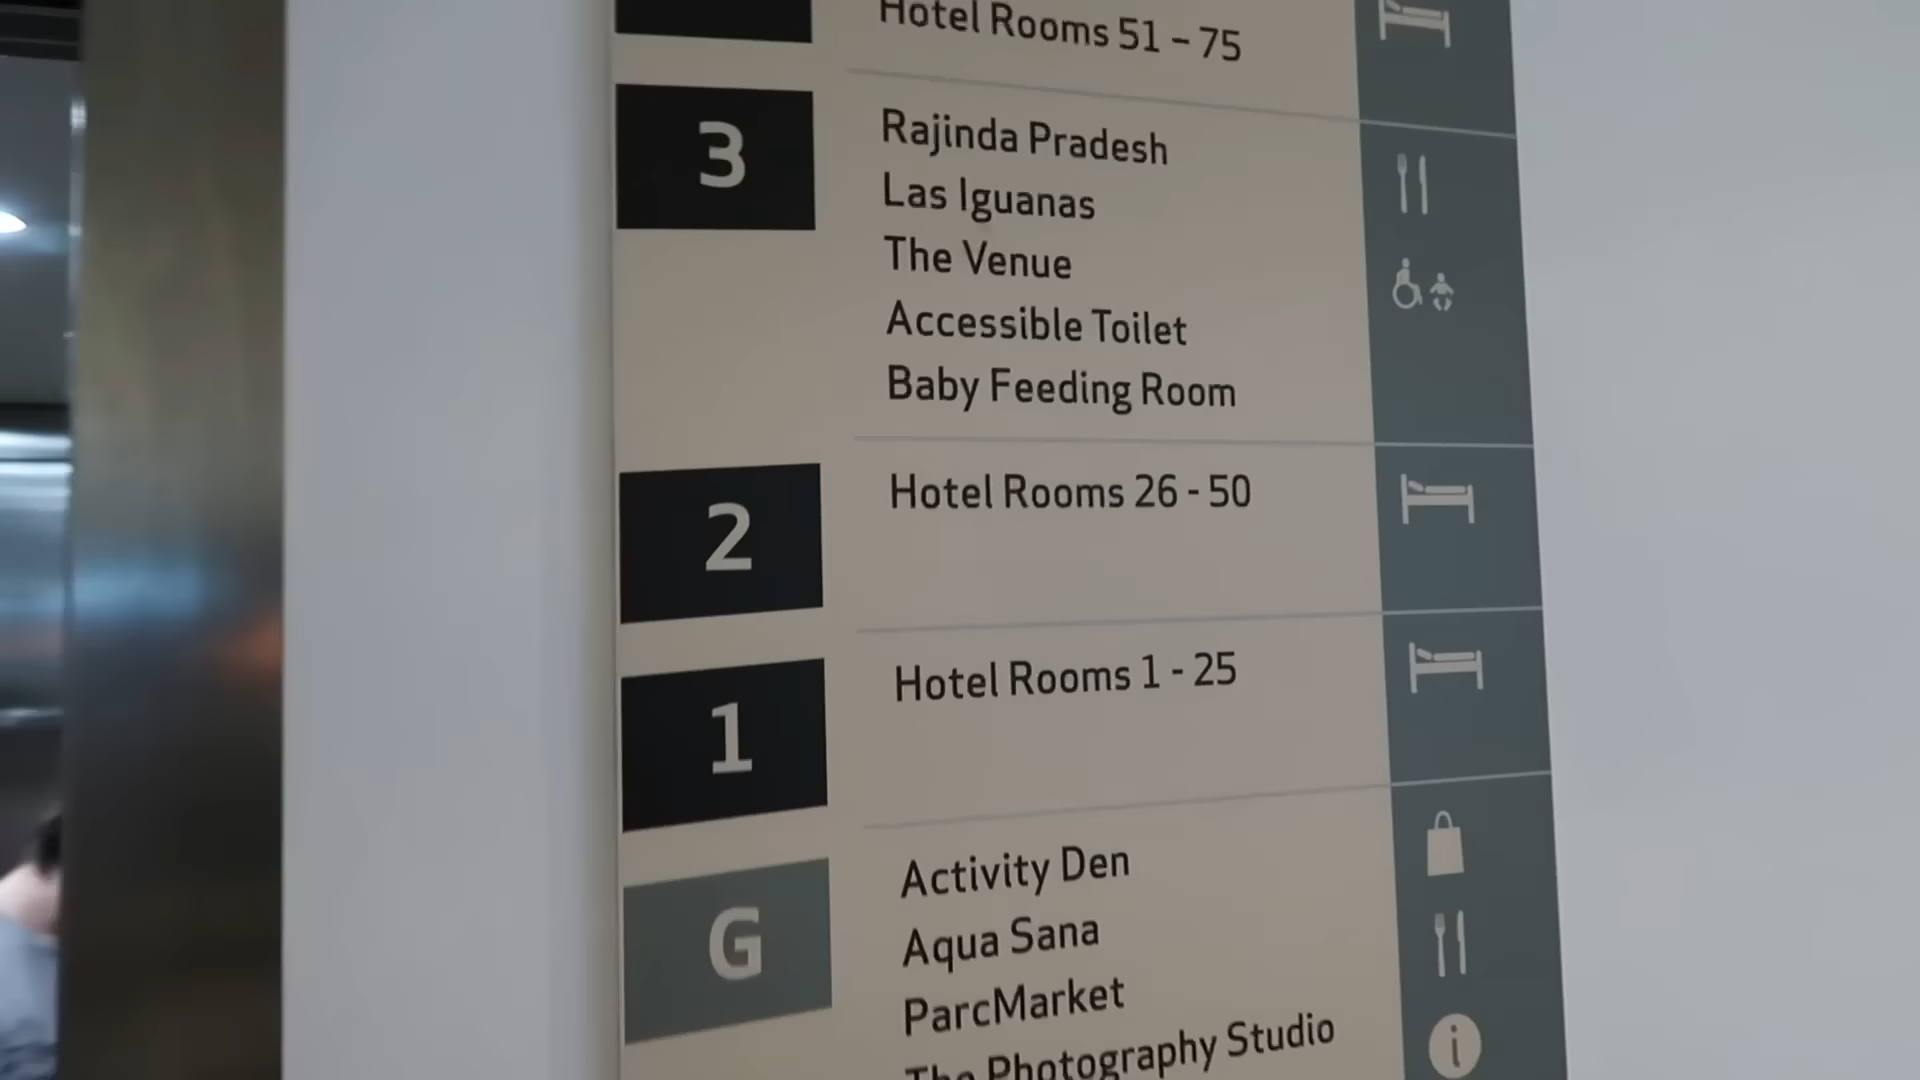 Hotel Rooms 51 – 75
3
Rajinda Pradesh
Las Iguanas
The Venue
Accessible Toilet
Baby Feeding Room
2
Hotel Rooms 26 - 50
1
Hotel Rooms 1 - 25
G
Activity Den
Aqua Sana
ParcMarket
The Photography Studio
i